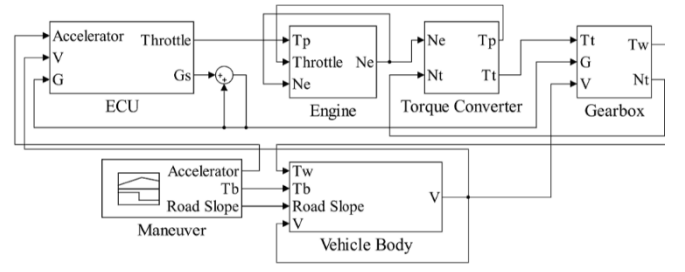 Accelerator Throttle
V
G Gs
ECU
Tp
Throttle Ne
Ne
Engine
Ne Tp
Nt Tt
Torque Converter
Tt Tw
G
V Nt
Gearbox
Accelerator
Tb
Road Slope
Maneuver
Tw
Tb
Road Slope V
V
Vehicle Body